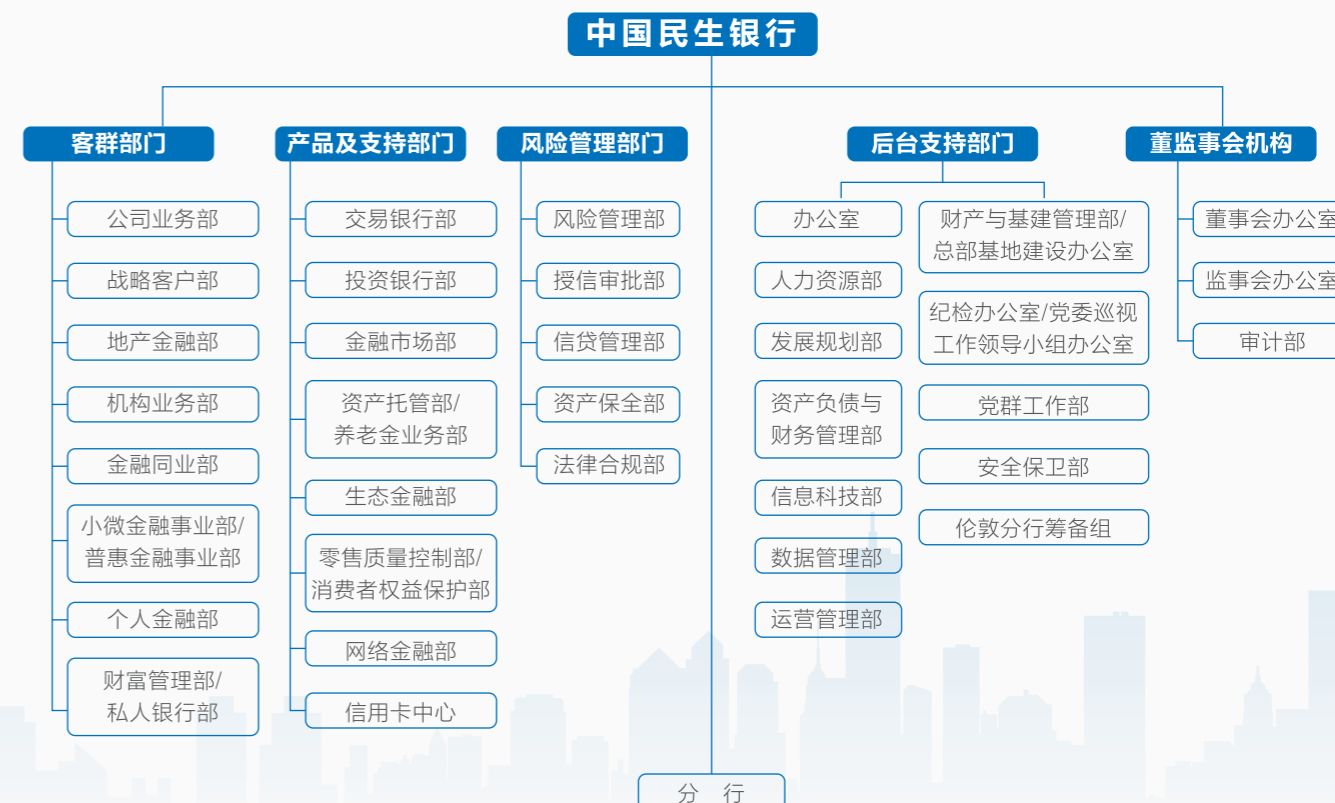 中国民生银行
客群部门
公司业务部
战略客户部
地产金融部
机构业务部
金融同业部
小微金融事业部/
普惠金融事业部
个人金融部
财富管理部/
私人银行部
产品及支持部门
交易银行部
投资银行部
金融市场部
资产托管部/
养老金业务部
生态金融部
零售质量控制部/
消费者权益保护部
网络金融部
信用卡中心
风险管理部门
风险管理部
授信审批部
信贷管理部
资产保全部
法律合规部
后台支持部门
办公室
人力资源部
发展规划部
资产负债与
财务管理部
信息科技部
数据管理部
运营管理部
财产与基建管理部/
总部基地建设办公室
纪检办公室/党委巡视
工作领导小组办公室
党群工作部
安全保卫部
伦敦分行筹备组
董监事会机构
董事会办公室
监事会办公室
审计部
分 行